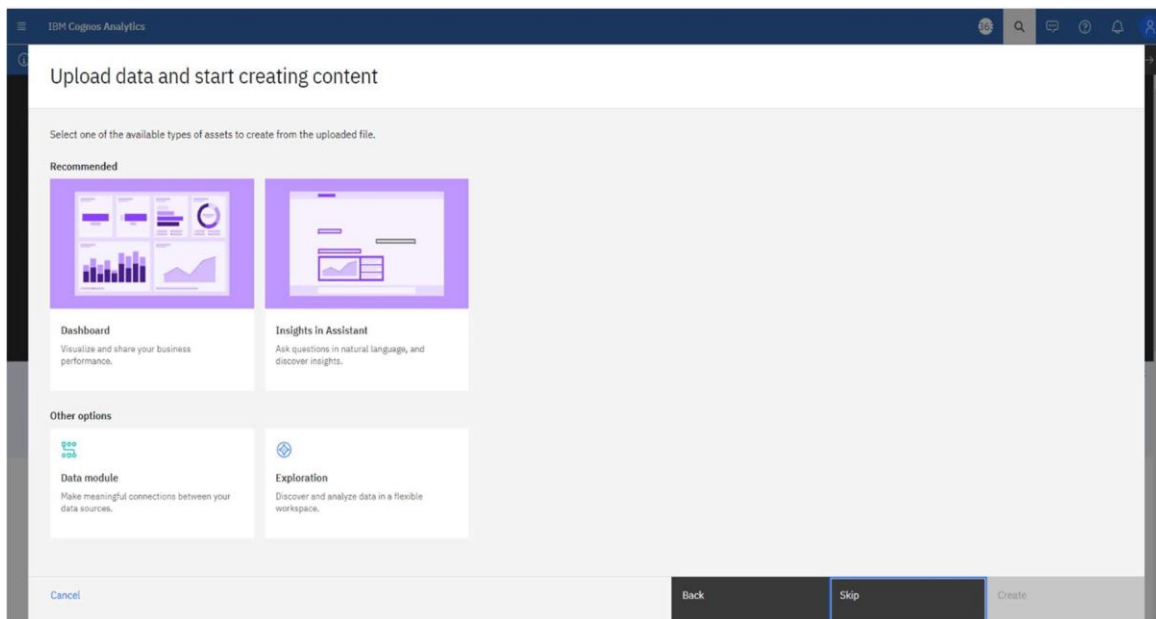 IBM Cognos Analytics
Upload data and start creating content
Select one of the available types of assets to create from the uploaded file.
Recommended
Dashboard
Visualize and share your business
performance.
Insights in Assistant
Ask questions in natural language, and
discover insights.
Other options
Data module
Make meaningful connections between your
data sources.
Exploration
Discover and analyze data in a flexible
workspace.
Cancel
Back
Skip
Create